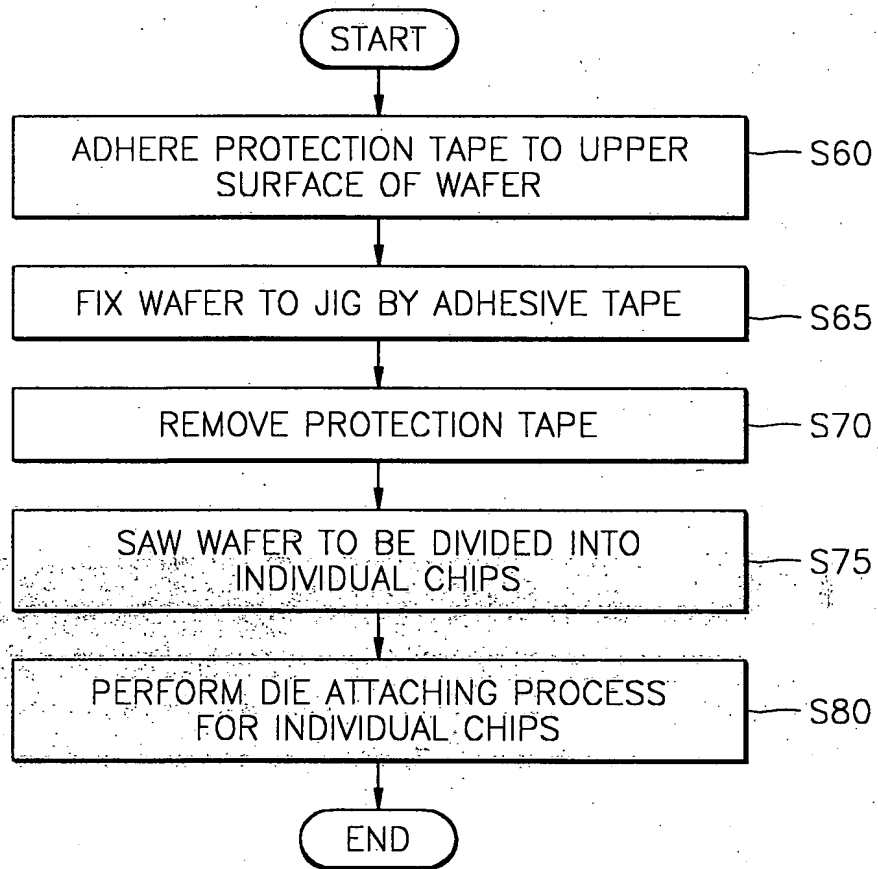 START
ADHERE PROTECTION TAPE TO UPPER
SURFACE OF WAFER
S60
FIX WAFER TO JIG BY ADHESIVE TAPE
S65
REMOVE PROTECTION TAPE
S70
SAW WAFER TO BE DIVIDED INTO
INDIVIDUAL CHIPS
S75
PERFORM DIE ATTACHING PROCESS
FOR INDIVIDUAL CHIPS
S80
END